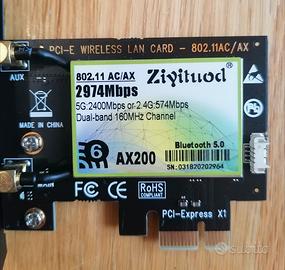 PCI-E WIRELESS LAN CARD - 802.11AC/AX
AUX
802.11 AC/AX
Ziyituod
2974Mbps
5G:2400Mbps or 2.4G:574Mbps
Dual-band 160MHz Channel
MADE IN CHINA
6
AX200
Bluetooth 5.0
SN:031820202964
FC CE
RoHS
COMPLIANT
PCI-Express X1
subito